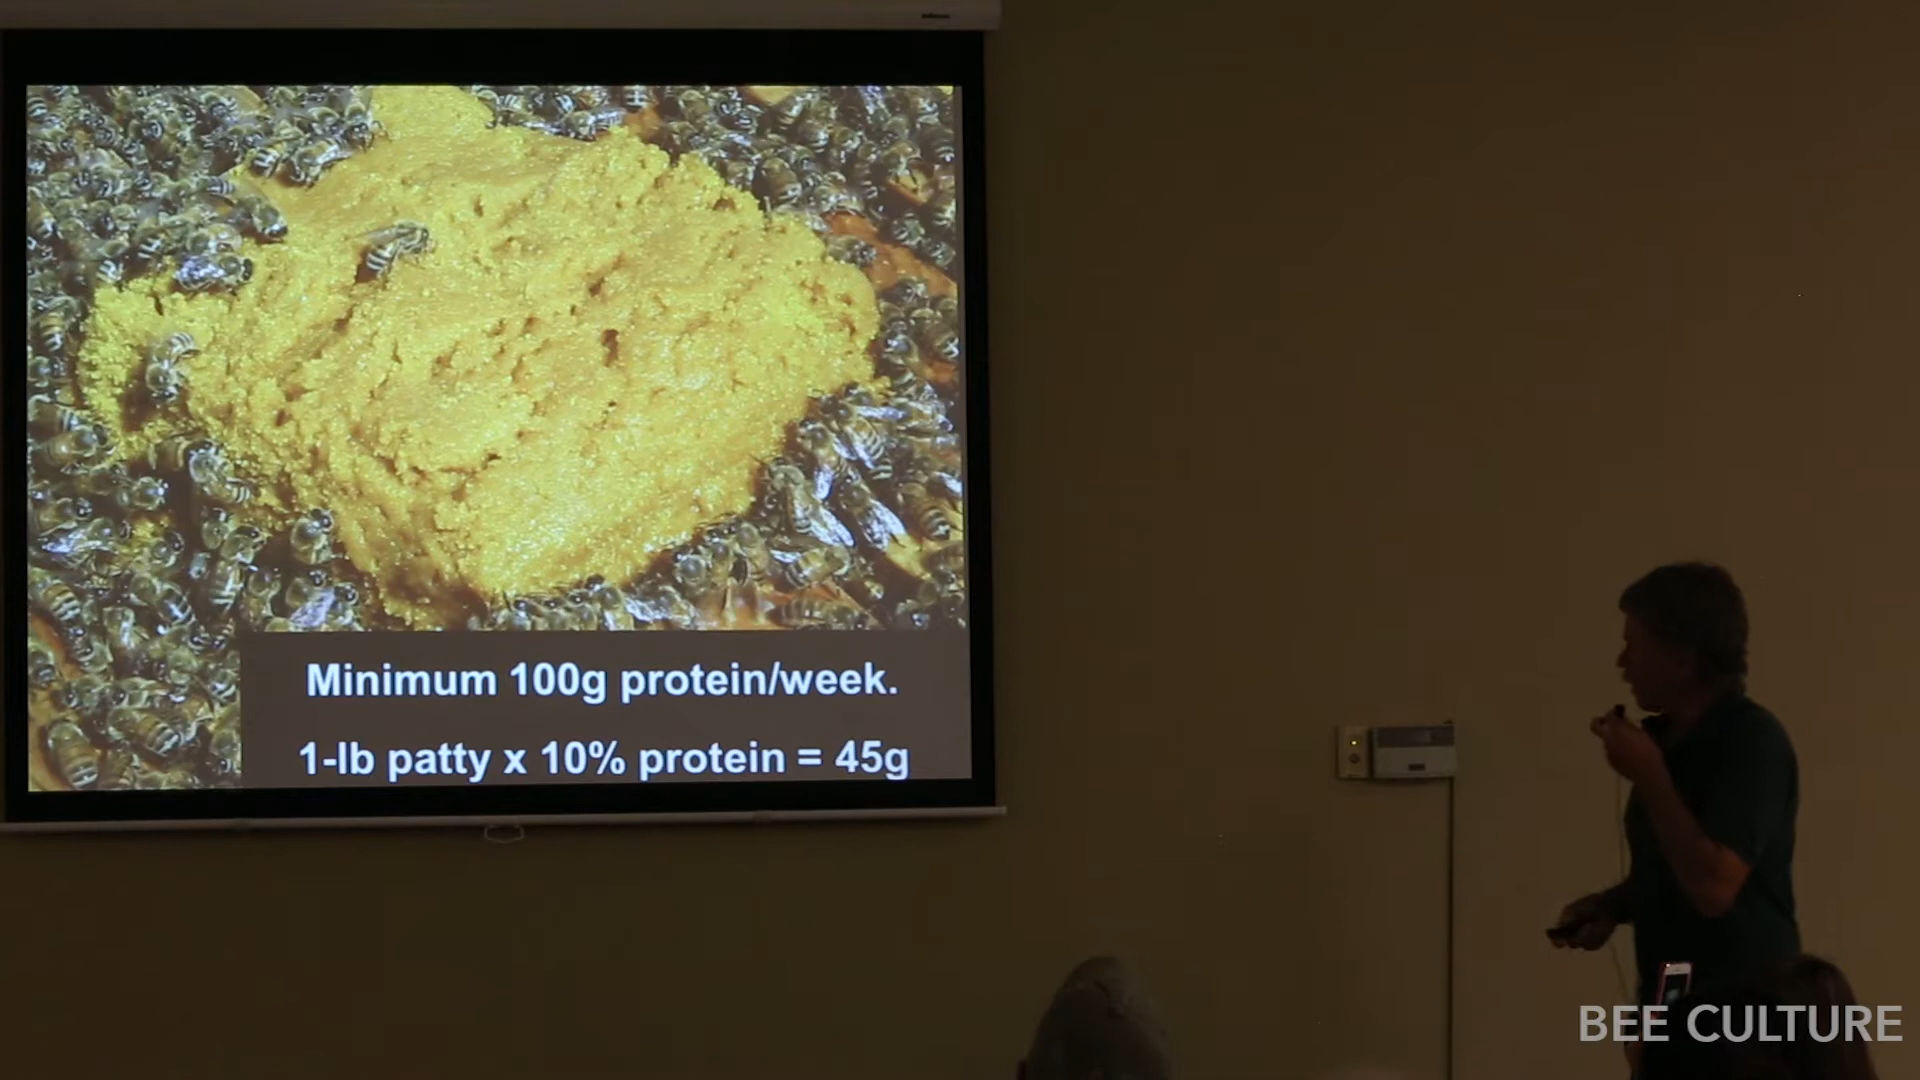 Minimum 100g protein/week.
1-lb patty x 10% protein = 45g
BEE CULTURE